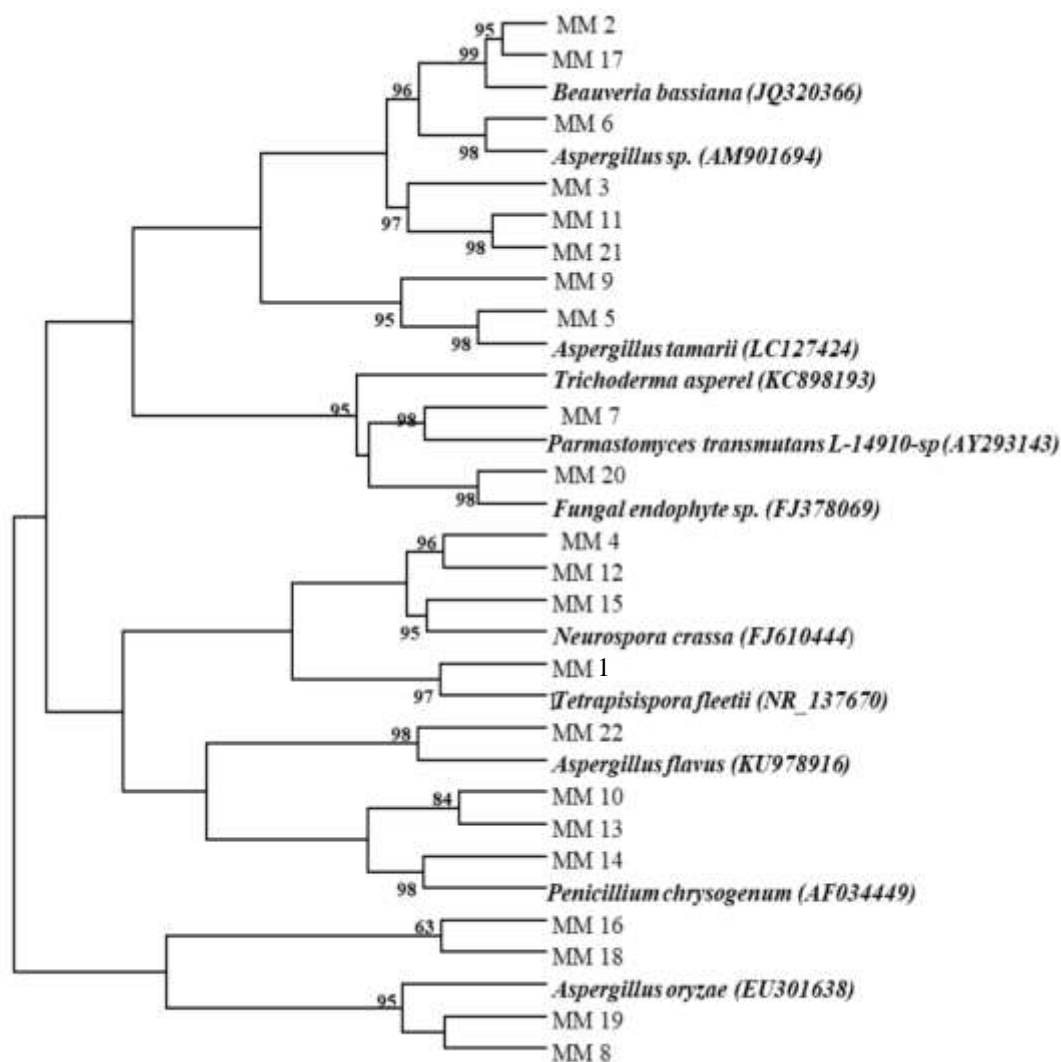 MM 2
95
MM 17
99
Beauveria bassiana (JQ320366)
96
MM 6
98
Aspergillus sp. (AM901694)
MM 3
97
MM 11
98
MM 21
MM 9
95
MM 5
98
Aspergillus tamarii (LC127424)
Trichoderma asperel (KC898193)
95
MM 7
98
Parmastomyces transmutans L-14910-sp (AY293143)
MM 20
98
Fungal endophyte sp. (FJ378069)
MM 4
96
MM 12
MM 15
95
Neurospora crassa (FJ610444)
MM 1
97
Tetrapisispora fleetii (NR_137670)
MM 22
98
Aspergillus flavus (KU978916)
MM 10
84
MM 13
MM 14
98
Penicillium chrysogenum (AF034449)
MM 16
63
MM 18
Aspergillus oryzae (EU301638)
95
MM 19
MM 8